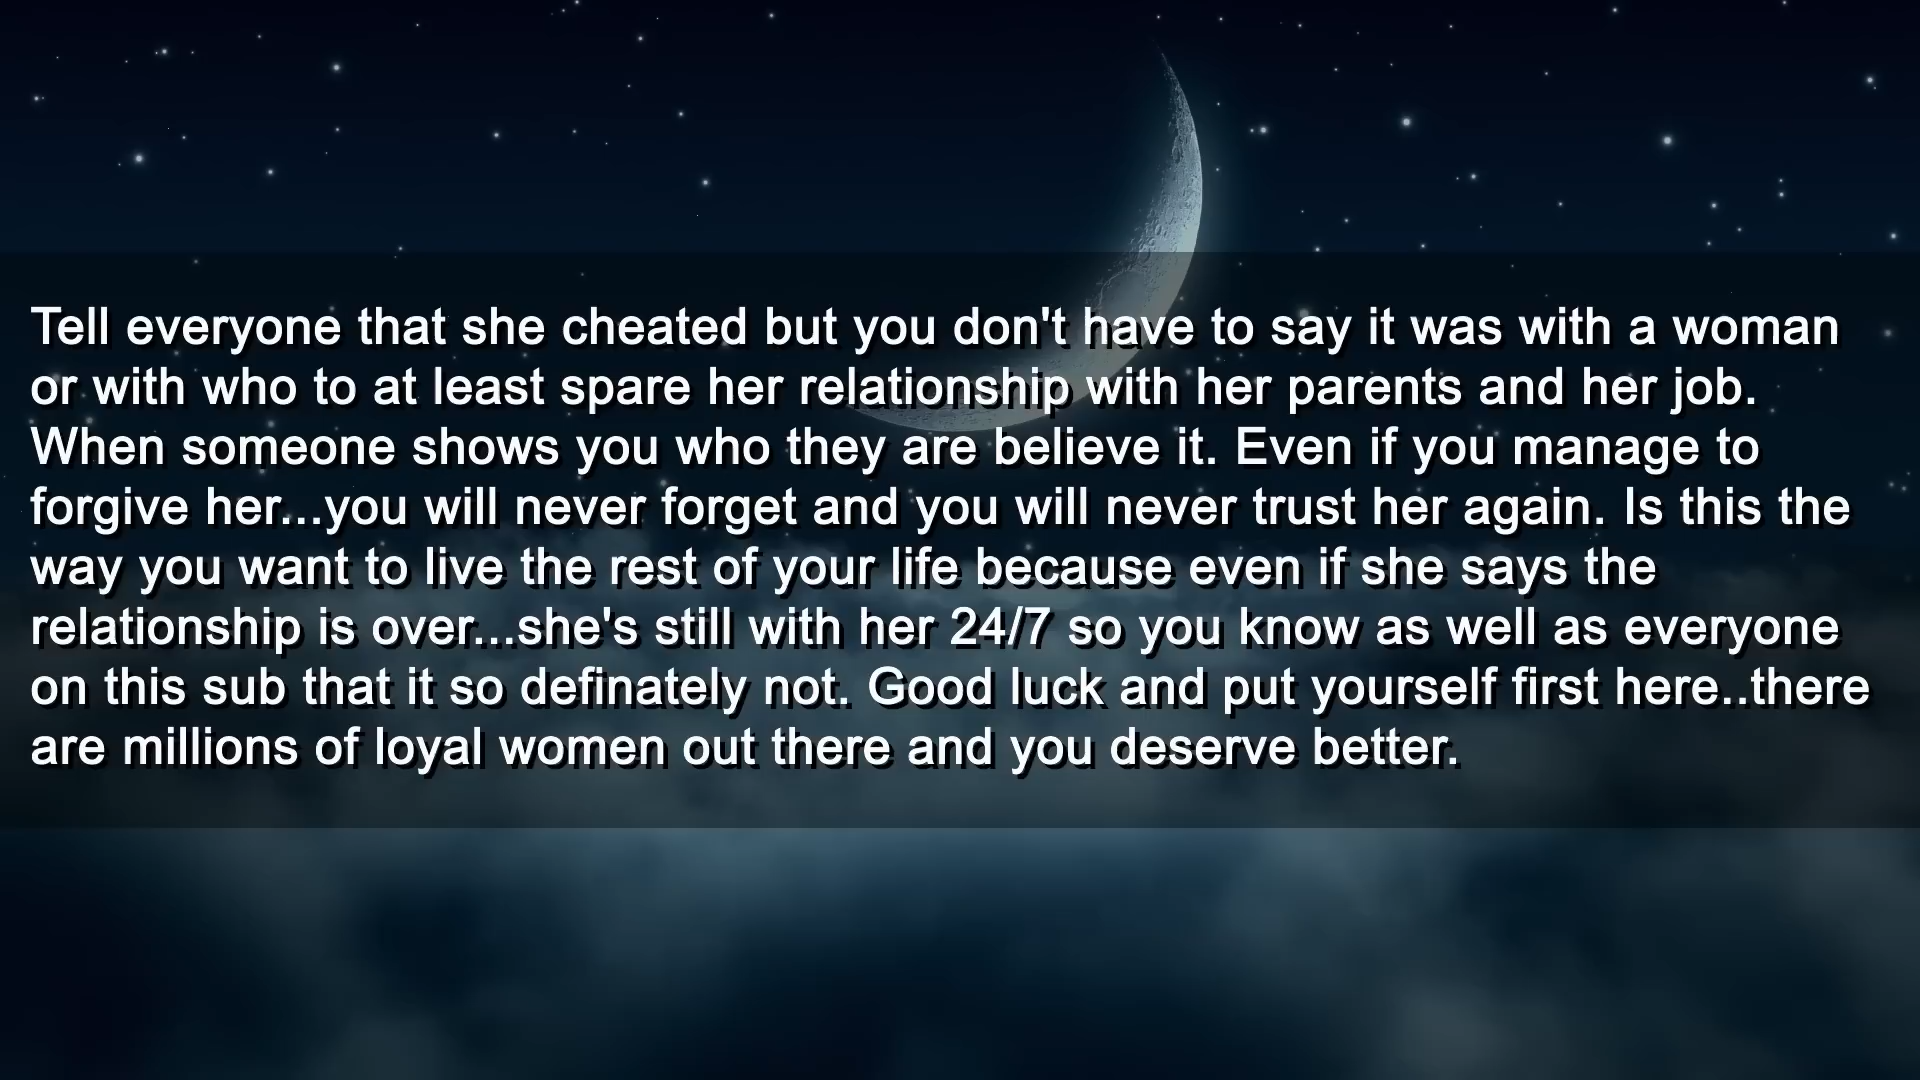 Tell everyone that she cheated but you don't have to say it was with a woman
or with who to at least spare her relationship with her parents and her job.
When someone shows you who they are believe it. Even if you manage to
forgive her...you will never forget and you will never trust her again. Is this the
way you want to live the rest of your life because even if she says the
relationship is over...she's still with her 24/7 so you know as well as everyone
on this sub that it so definately not. Good luck and put yourself first here..there
are millions of loyal women out there and you deserve better.